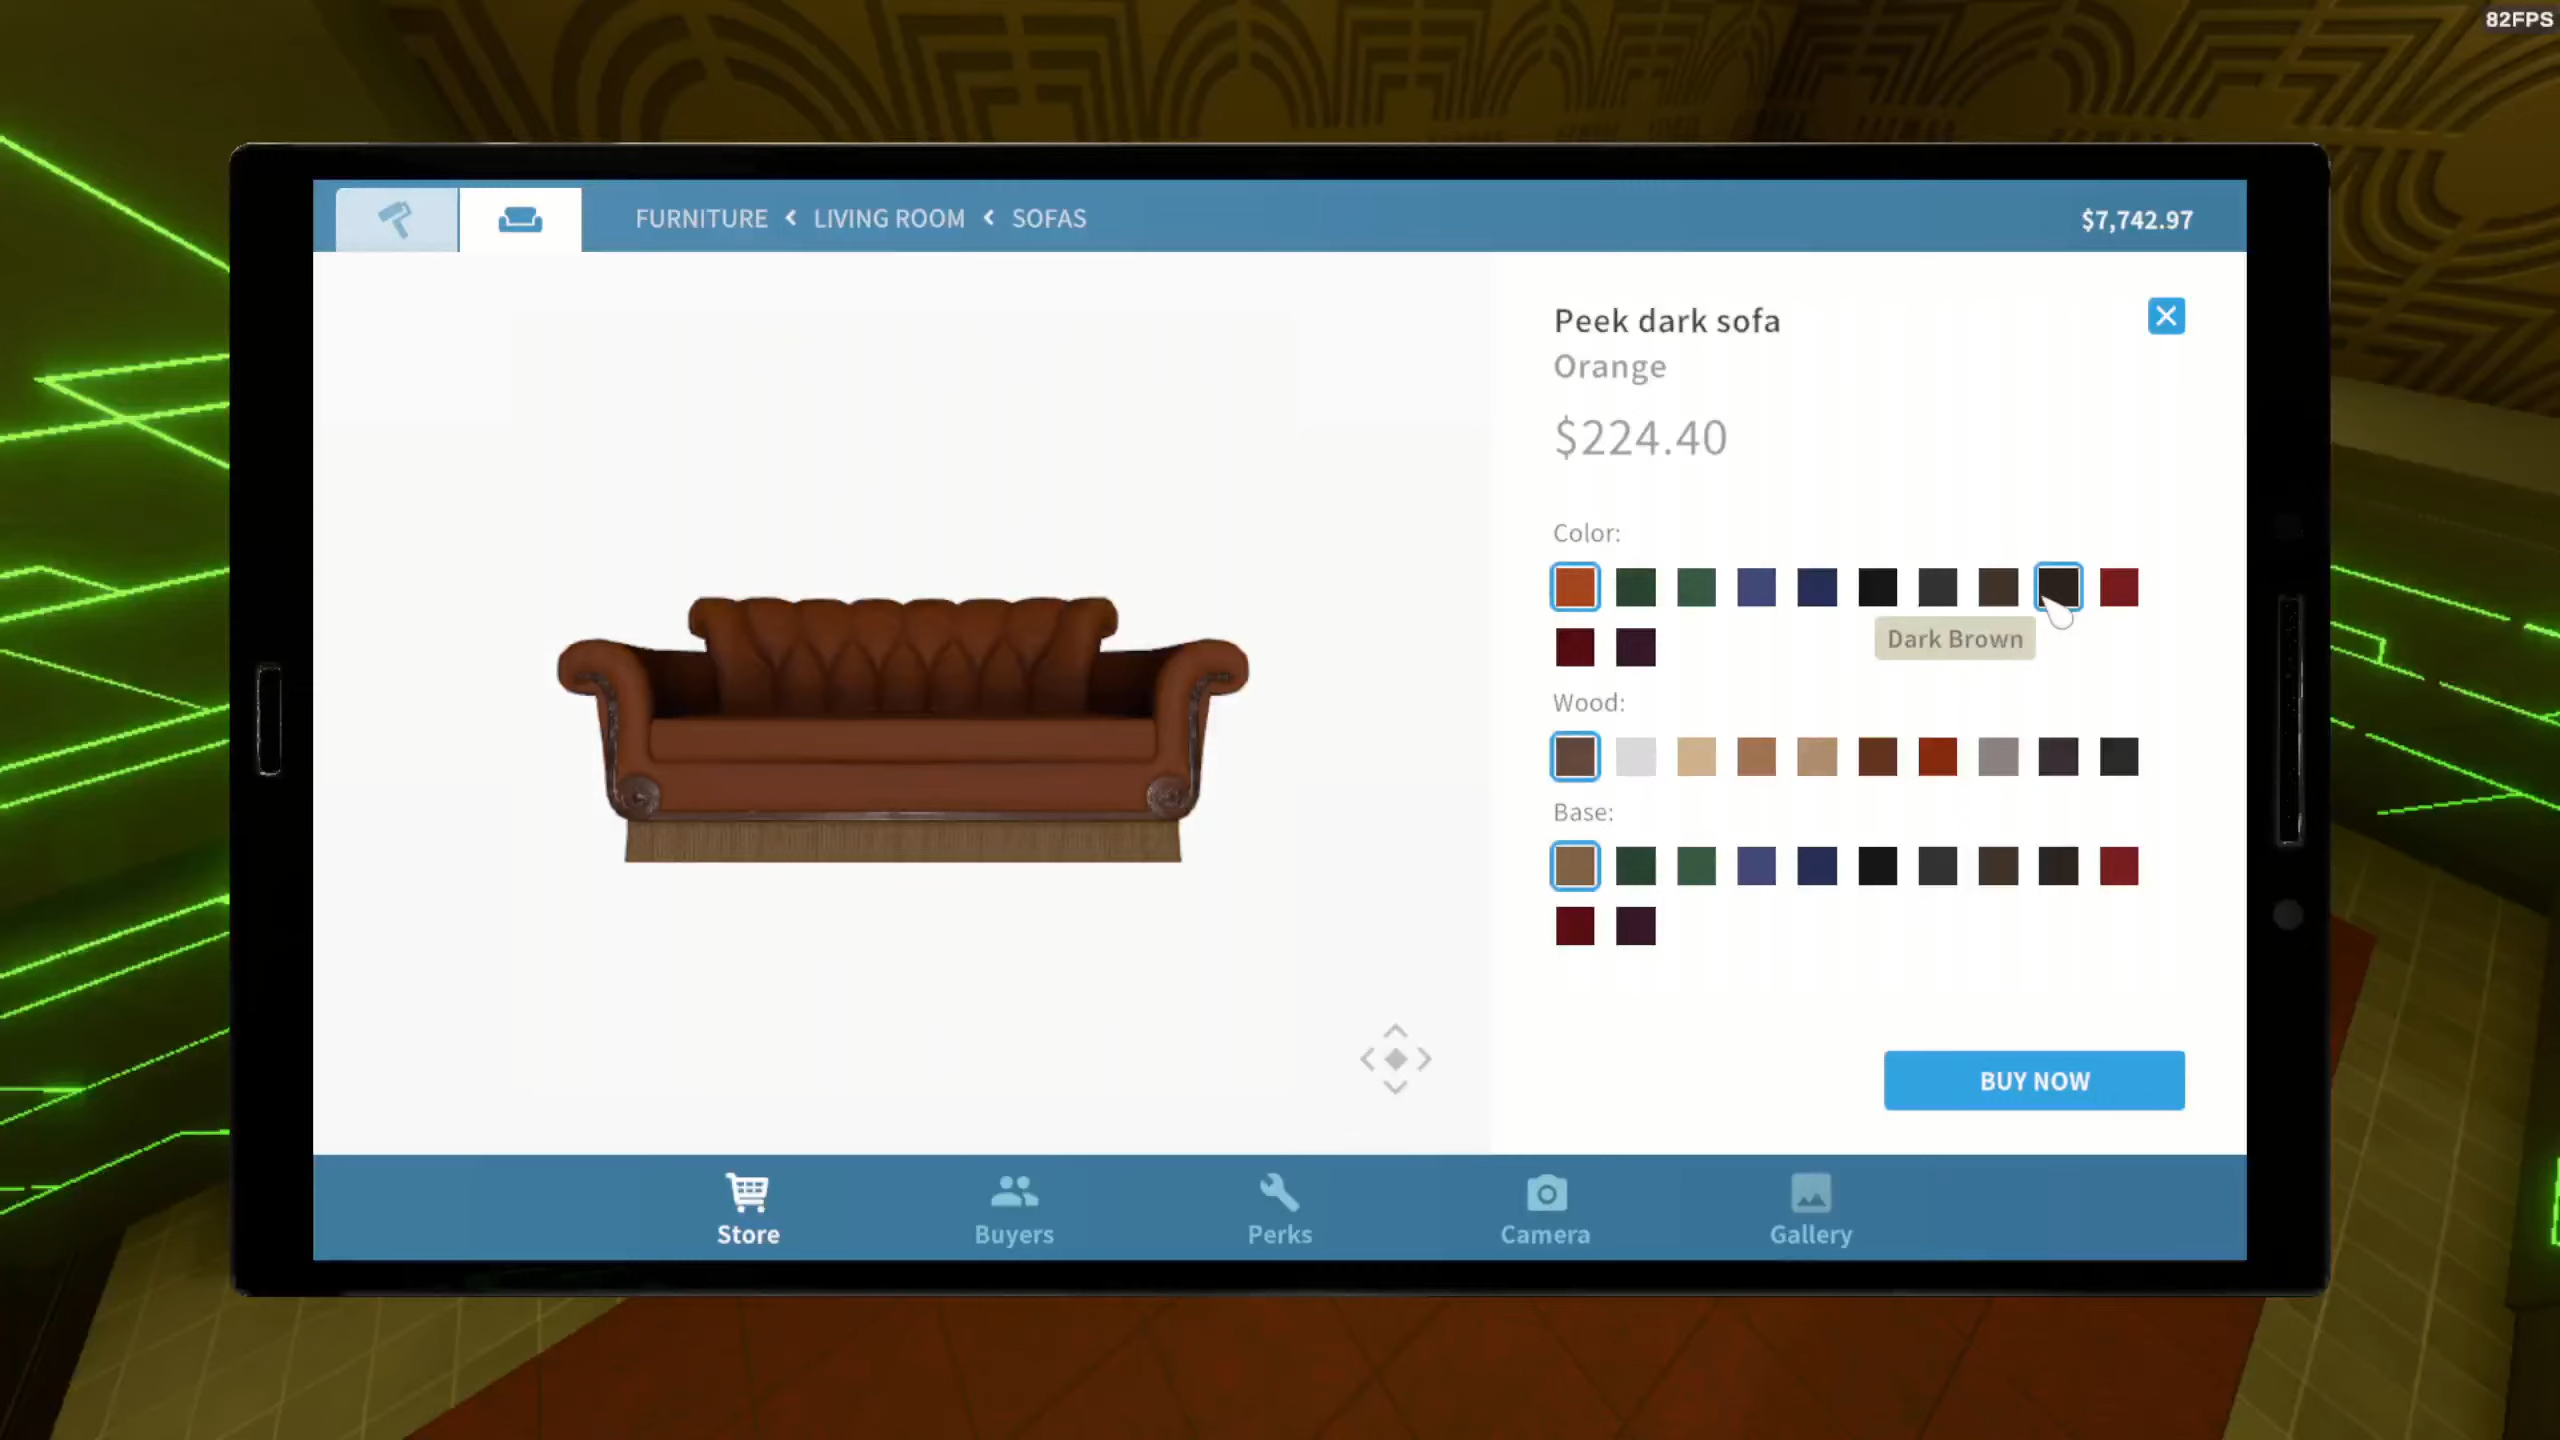 82FPS
FURNITURE < LIVING ROOM < SOFAS
$7,742.97
Peek dark sofa
Orange
$224.40
Color:
Dark Brown
Wood:
Base:
BUY NOW
Store
Buyers
Perks
Camera
Gallery